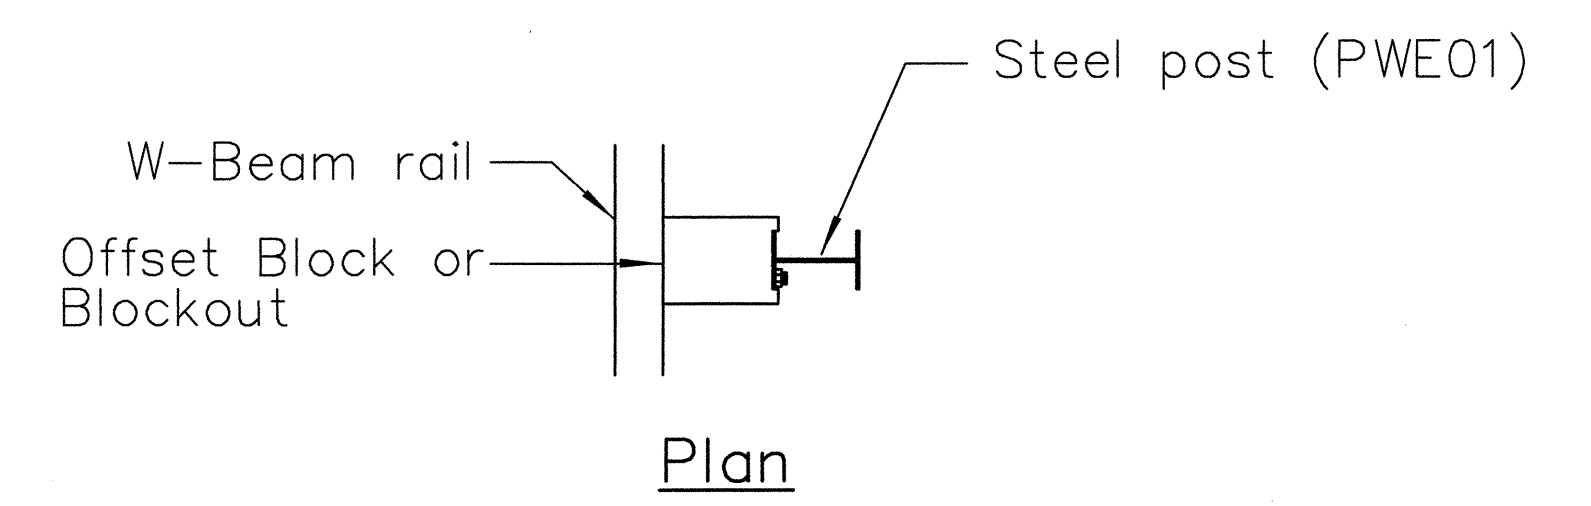 Steel post (PWE01)
W-Beam rail
Offset Block or
Blockout
Plan